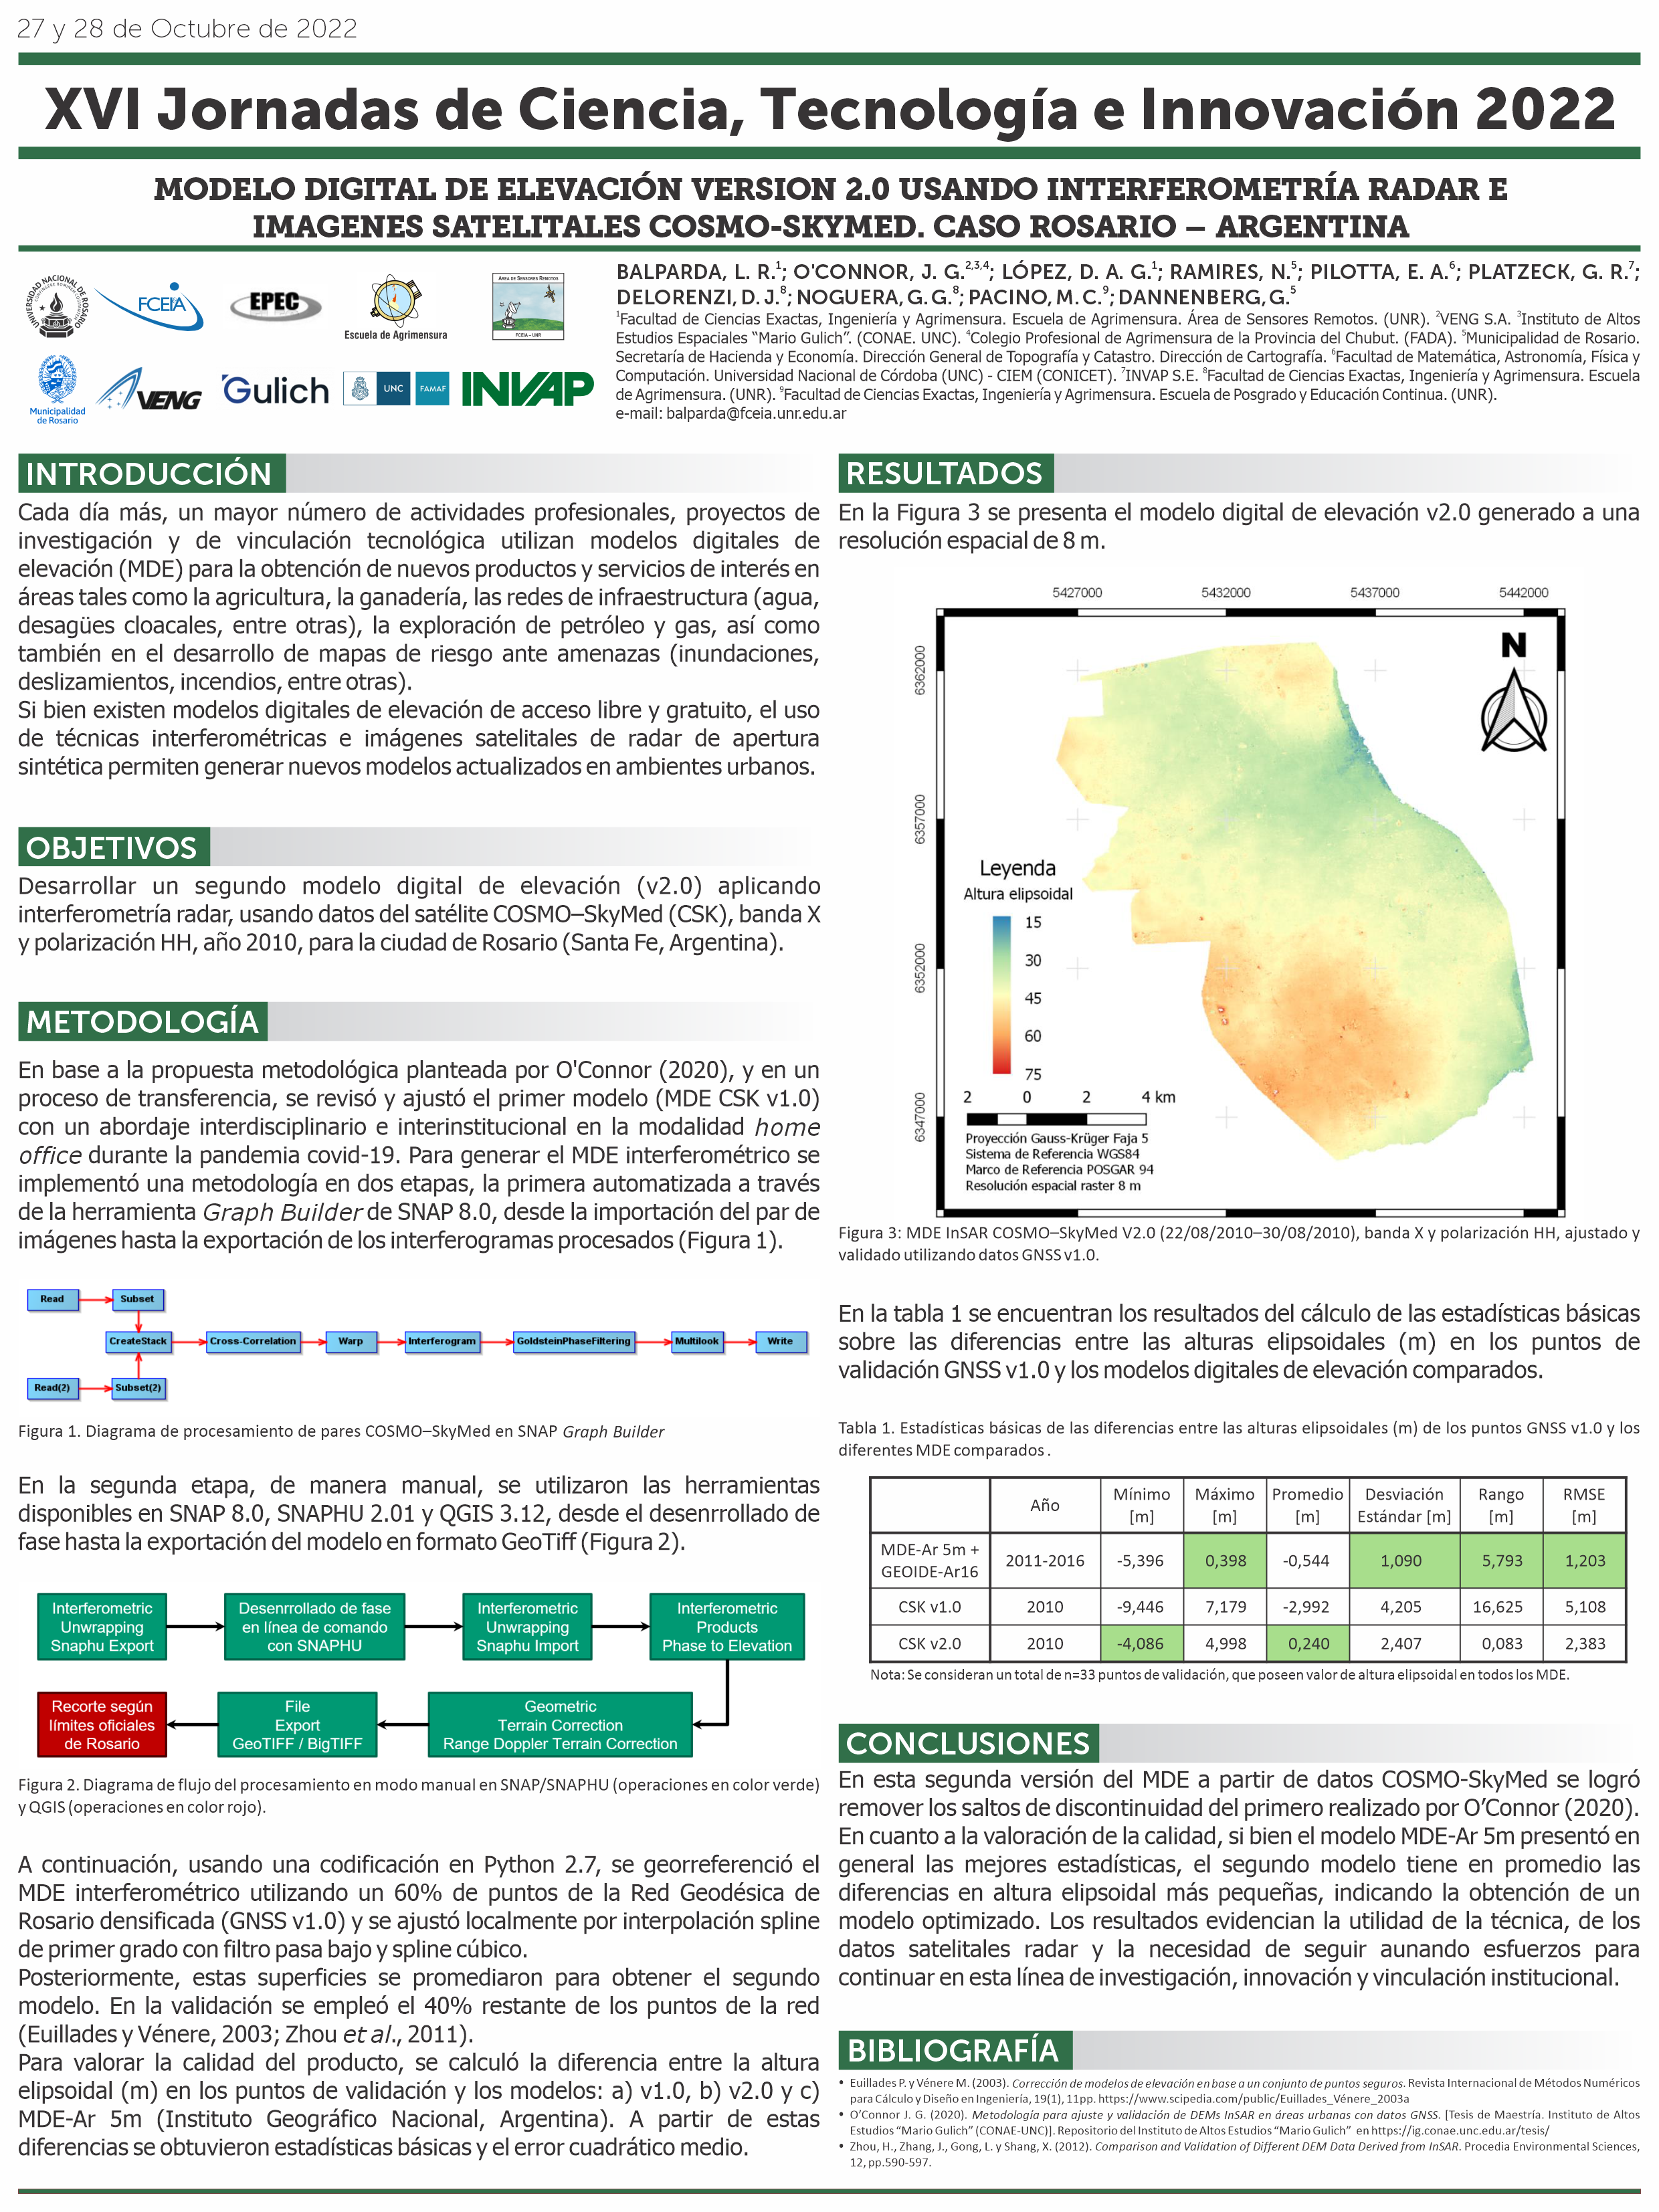 27 y 28 de Octubre de 2022
XVI Jornadas de Ciencia, Tecnología e Innovación 2022
MODELO DIGITAL DE ELEVACIÓN VERSION 2.0 USANDO INTERFEROMETRÍA RADAR E
IMAGENES SATELITALES COSMO-SKYMED. CASO ROSARIO – ARGENTINA
UNIVERSIDAD NACIONAL DE ROSARIO
FCEIA
EPEC
Escuela de Agrimensura
ÁREA DE SENSORES REMOTOS
FCEIA - UNR
Municipalidad
de Rosario
VENG
Gulich
UNC
FAMAF
INVAP
BALPARDA, L. R.¹; O'CONNOR, J. G.²,³,⁴; LÓPEZ, D. A. G.¹; RAMIRES, N.⁵; PILOTTA, E. A.⁶; PLATZECK, G. R.⁷;
DELORENZI, D. J.⁸; NOGUERA, G. G.⁸; PACINO, M. C.⁹; DANNENBERG, G.⁵
¹Facultad de Ciencias Exactas, Ingeniería y Agrimensura. Escuela de Agrimensura. Área de Sensores Remotos. (UNR). ²VENG S.A. ³Instituto de Altos
Estudios Espaciales “Mario Gulich”. (CONAE. UNC). ⁴Colegio Profesional de Agrimensura de la Provincia del Chubut. (FADA). ⁵Municipalidad de Rosario.
Secretaría de Hacienda y Economía. Dirección General de Topografía y Catastro. Dirección de Cartografía. ⁶Facultad de Matemática, Astronomía, Física y
Computación. Universidad Nacional de Córdoba (UNC) - CIEM (CONICET). ⁷INVAP S.E. ⁸Facultad de Ciencias Exactas, Ingeniería y Agrimensura. Escuela
de Agrimensura. (UNR). ⁹Facultad de Ciencias Exactas, Ingeniería y Agrimensura. Escuela de Posgrado y Educación Continua. (UNR).
e-mail: balparda@fceia.unr.edu.ar
INTRODUCCIÓN
Cada día más, un mayor número de actividades profesionales, proyectos de
investigación y de vinculación tecnológica utilizan modelos digitales de
elevación (MDE) para la obtención de nuevos productos y servicios de interés en
áreas tales como la agricultura, la ganadería, las redes de infraestructura (agua,
desagües cloacales, entre otras), la exploración de petróleo y gas, así como
también en el desarrollo de mapas de riesgo ante amenazas (inundaciones,
deslizamientos, incendios, entre otras).
Si bien existen modelos digitales de elevación de acceso libre y gratuito, el uso
de técnicas interferométricas e imágenes satelitales de radar de apertura
sintética permiten generar nuevos modelos actualizados en ambientes urbanos.
OBJETIVOS
Desarrollar un segundo modelo digital de elevación (v2.0) aplicando
interferometría radar, usando datos del satélite COSMO–SkyMed (CSK), banda X
y polarización HH, año 2010, para la ciudad de Rosario (Santa Fe, Argentina).
METODOLOGÍA
En base a la propuesta metodológica planteada por O'Connor (2020), y en un
proceso de transferencia, se revisó y ajustó el primer modelo (MDE CSK v1.0)
con un abordaje interdisciplinario e interinstitucional en la modalidad home
office durante la pandemia covid-19. Para generar el MDE interferométrico se
implementó una metodología en dos etapas, la primera automatizada a través
de la herramienta Graph Builder de SNAP 8.0, desde la importación del par de
imágenes hasta la exportación de los interferogramas procesados (Figura 1).
Read
Subset
CreateStack
Cross-Correlation
Warp
Interferogram
GoldsteinPhaseFiltering
Multilook
Write
Read(2)
Subset(2)
Figura 1. Diagrama de procesamiento de pares COSMO–SkyMed en SNAP Graph Builder
En la segunda etapa, de manera manual, se utilizaron las herramientas
disponibles en SNAP 8.0, SNAPHU 2.01 y QGIS 3.12, desde el desenrrollado de
fase hasta la exportación del modelo en formato GeoTiff (Figura 2).
Interferometric
Unwrapping
Snaphu Export
Desenrrollado de fase
en línea de comando
con SNAPHU
Interferometric
Unwrapping
Snaphu Import
Interferometric
Products
Phase to Elevation
Recorte según
límites oficiales
de Rosario
File
Export
GeoTIFF / BigTIFF
Geometric
Terrain Correction
Range Doppler Terrain Correction
Figura 2. Diagrama de flujo del procesamiento en modo manual en SNAP/SNAPHU (operaciones en color verde)
y QGIS (operaciones en color rojo).
A continuación, usando una codificación en Python 2.7, se georreferenció el
MDE interferométrico utilizando un 60% de puntos de la Red Geodésica de
Rosario densificada (GNSS v1.0) y se ajustó localmente por interpolación spline
de primer grado con filtro pasa bajo y spline cúbico.
Posteriormente, estas superficies se promediaron para obtener el segundo
modelo. En la validación se empleó el 40% restante de los puntos de la red
(Euillades y Vénere, 2003; Zhou et al., 2011).
Para valorar la calidad del producto, se calculó la diferencia entre la altura
elipsoidal (m) en los puntos de validación y los modelos: a) v1.0, b) v2.0 y c)
MDE-Ar 5m (Instituto Geográfico Nacional, Argentina). A partir de estas
diferencias se obtuvieron estadísticas básicas y el error cuadrático medio.
RESULTADOS
En la Figura 3 se presenta el modelo digital de elevación v2.0 generado a una
resolución espacial de 8 m.
5427000 5432000 5437000 5442000
6362000
6357000
6352000
6347000
N
Leyenda
Altura elipsoidal
15
30
45
60
75
2 0 2 4 km
Proyección Gauss-Krüger Faja 5
Sistema de Referencia WGS84
Marco de Referencia POSGAR 94
Resolución espacial raster 8 m
Figura 3: MDE InSAR COSMO–SkyMed V2.0 (22/08/2010–30/08/2010), banda X y polarización HH, ajustado y
validado utilizando datos GNSS v1.0.
En la tabla 1 se encuentran los resultados del cálculo de las estadísticas básicas
sobre las diferencias entre las alturas elipsoidales (m) en los puntos de
validación GNSS v1.0 y los modelos digitales de elevación comparados.
Tabla 1. Estadísticas básicas de las diferencias entre las alturas elipsoidales (m) de los puntos GNSS v1.0 y los
diferentes MDE comparados .
Año Mínimo [m] Máximo [m] Promedio [m] Desviación Estándar [m] Rango [m] RMSE [m]
MDE-Ar 5m + GEOIDE-Ar16 2011-2016 -5,396 0,398 -0,544 1,090 5,793 1,203
CSK v1.0 2010 -9,446 7,179 -2,992 4,205 16,625 5,108
CSK v2.0 2010 -4,086 4,998 0,240 2,407 0,083 2,383
Nota: Se consideran un total de n=33 puntos de validación, que poseen valor de altura elipsoidal en todos los MDE.
CONCLUSIONES
En esta segunda versión del MDE a partir de datos COSMO-SkyMed se logró
remover los saltos de discontinuidad del primero realizado por O’Connor (2020).
En cuanto a la valoración de la calidad, si bien el modelo MDE-Ar 5m presentó en
general las mejores estadísticas, el segundo modelo tiene en promedio las
diferencias en altura elipsoidal más pequeñas, indicando la obtención de un
modelo optimizado. Los resultados evidencian la utilidad de la técnica, de los
datos satelitales radar y la necesidad de seguir aunando esfuerzos para
continuar en esta línea de investigación, innovación y vinculación institucional.
BIBLIOGRAFÍA
• Euillades P. y Vénere M. (2003). Corrección de modelos de elevación en base a un conjunto de puntos seguros. Revista Internacional de Métodos Numéricos
para Cálculo y Diseño en Ingeniería, 19(1), 11pp. https://www.scipedia.com/public/Euillades_Vénere_2003a
• O’Connor J. G. (2020). Metodología para ajuste y validación de DEMs InSAR en áreas urbanas con datos GNSS. [Tesis de Maestría. Instituto de Altos
Estudios “Mario Gulich” (CONAE-UNC)]. Repositorio del Instituto de Altos Estudios “Mario Gulich” en https://ig.conae.unc.edu.ar/tesis/
• Zhou, H., Zhang, J., Gong, L. y Shang, X. (2012). Comparison and Validation of Different DEM Data Derived from InSAR. Procedia Environmental Sciences,
12, pp.590-597.